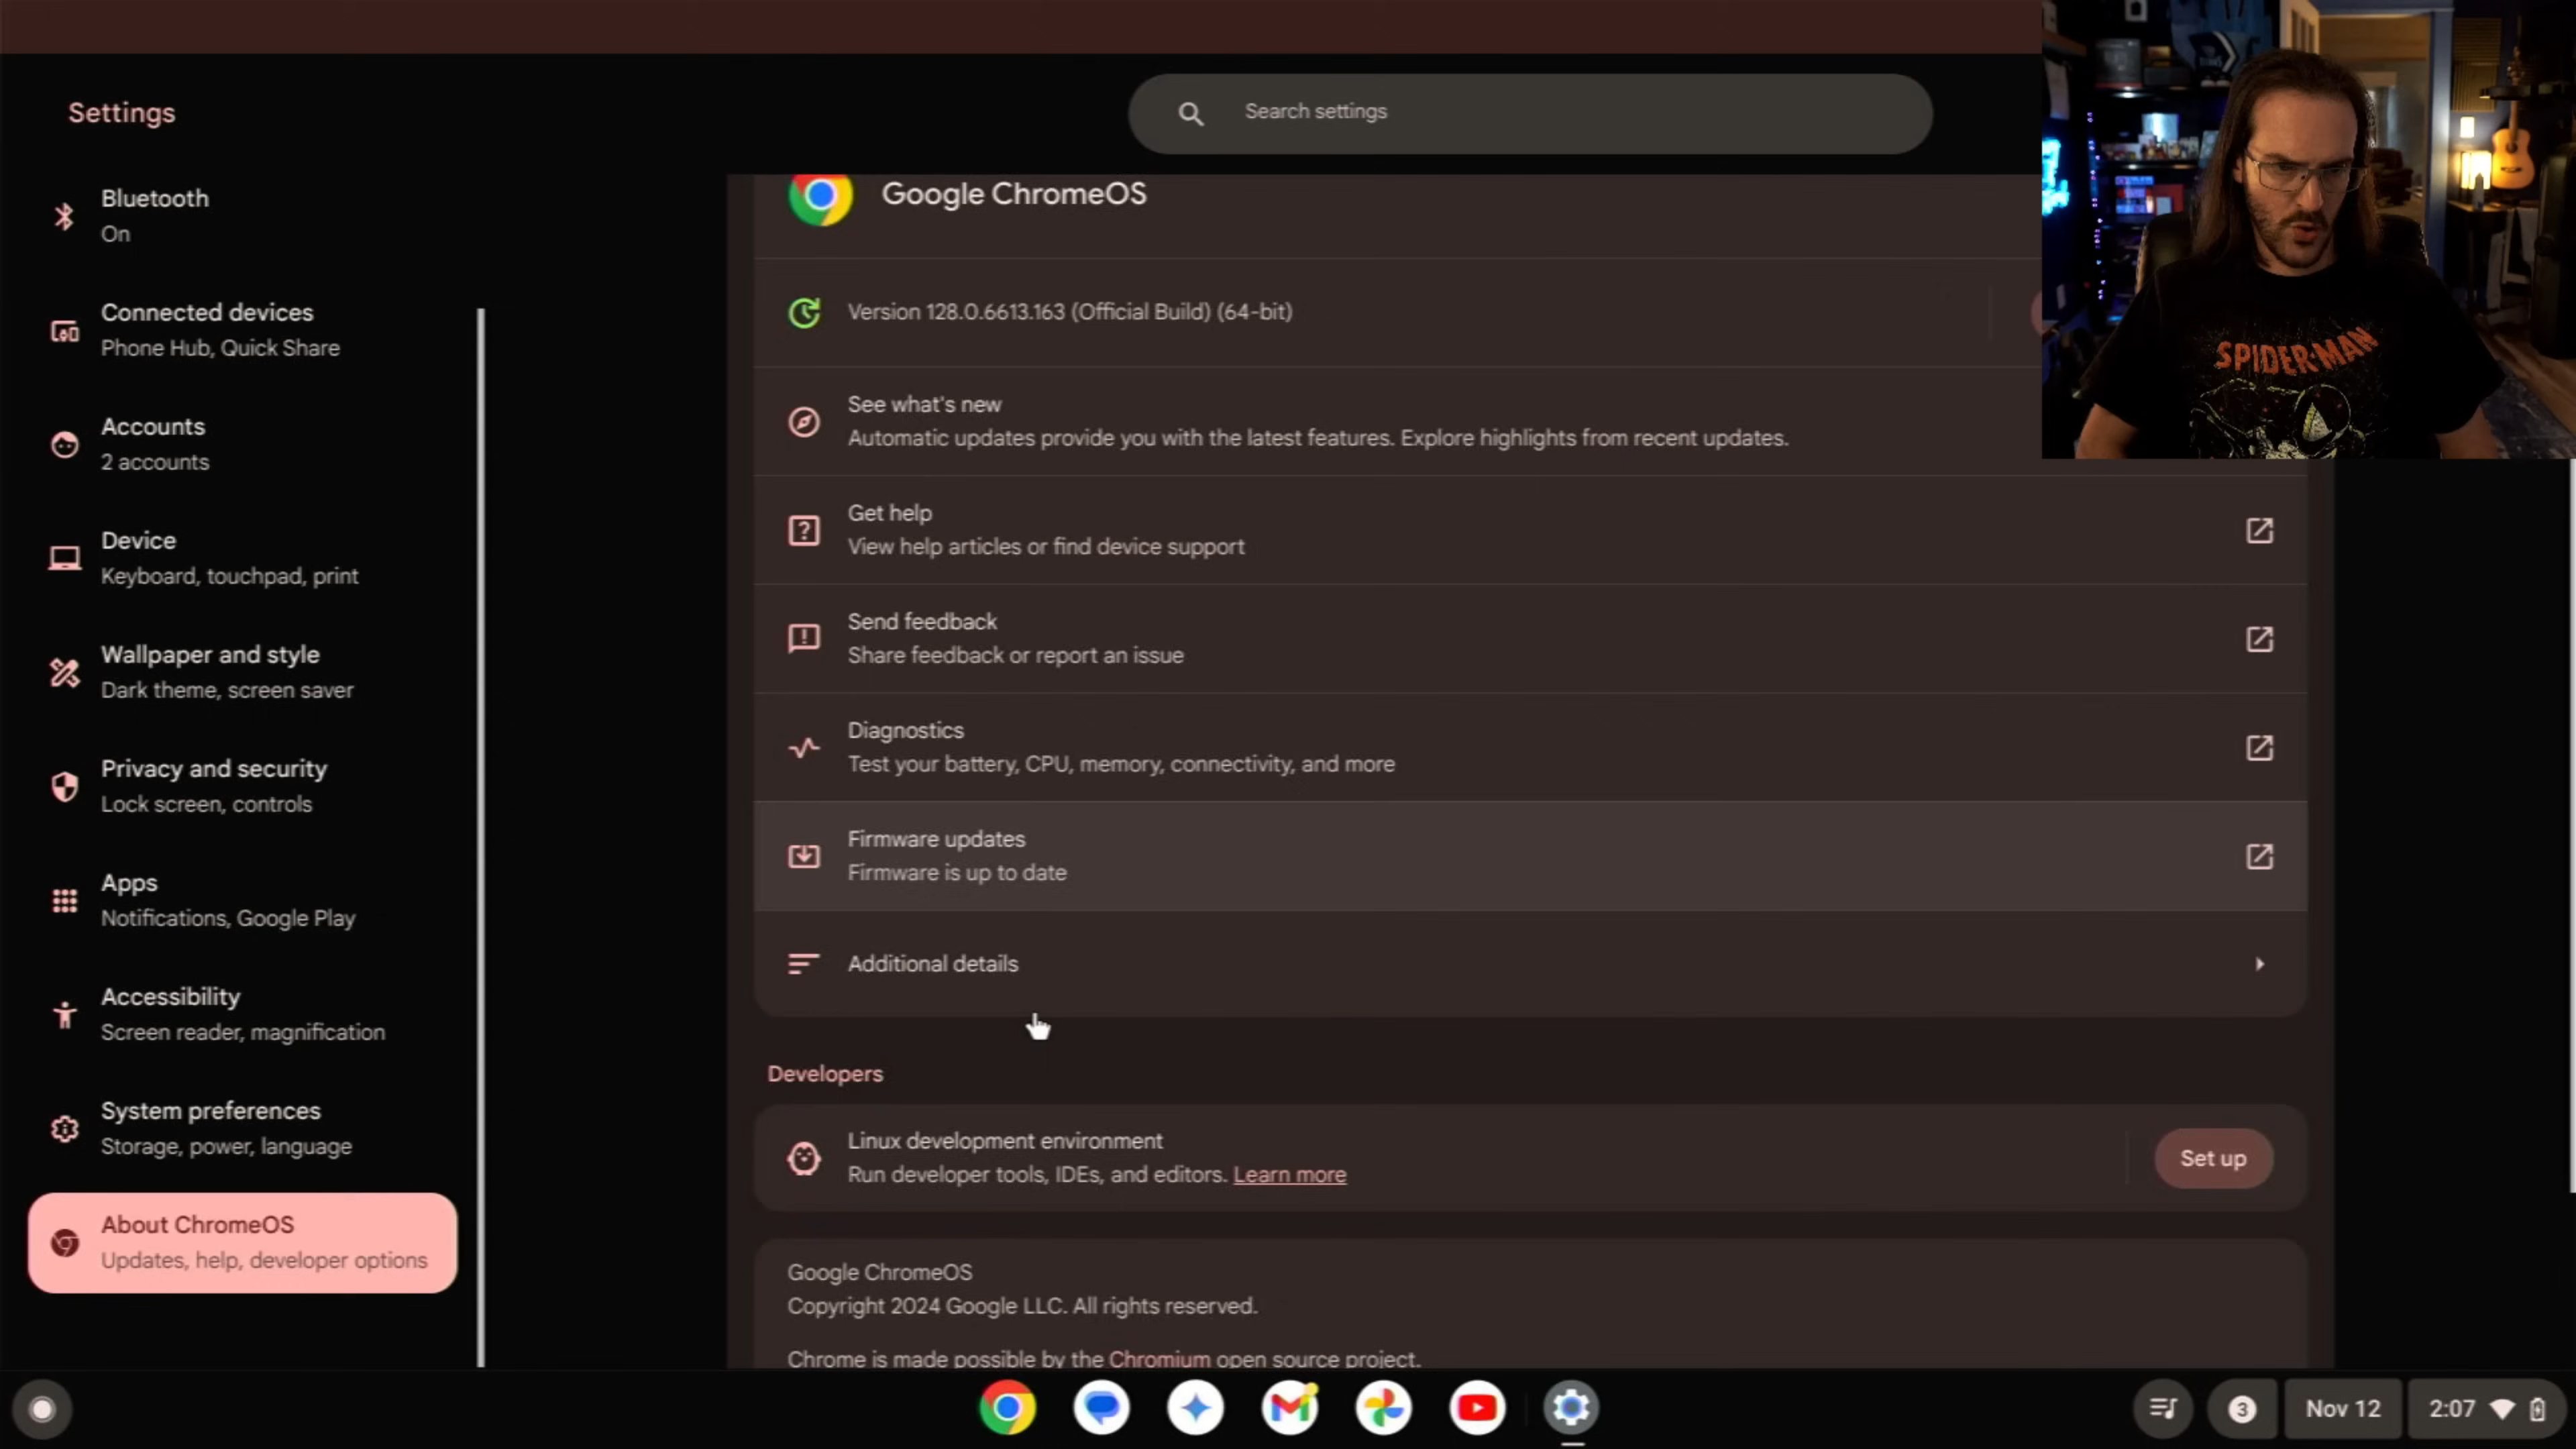 Settings
Search settings
Bluetooth
On
Connected devices
Phone Hub, Quick Share
Accounts
2 accounts
Device
Keyboard, touchpad, print
Wallpaper and style
Dark theme, screen saver
Privacy and security
Lock screen, controls
Apps
Notifications, Google Play
Accessibility
Screen reader, magnification
System preferences
Storage, power, language
About ChromeOS
Updates, help, developer options
Google ChromeOS
Version 128.0.6613.163 (Official Build) (64-bit)
See what's new
Automatic updates provide you with the latest features. Explore highlights from recent updates.
Get help
View help articles or find device support
Send feedback
Share feedback or report an issue
Diagnostics
Test your battery, CPU, memory, connectivity, and more
Firmware updates
Firmware is up to date
Additional details
Developers
Linux development environment
Run developer tools, IDEs, and editors. Learn more
Set up
Google ChromeOS
Copyright 2024 Google LLC. All rights reserved.
Chrome is made possible by the Chromium open source project.
SPIDER-MAN
3
Nov 12
2:07